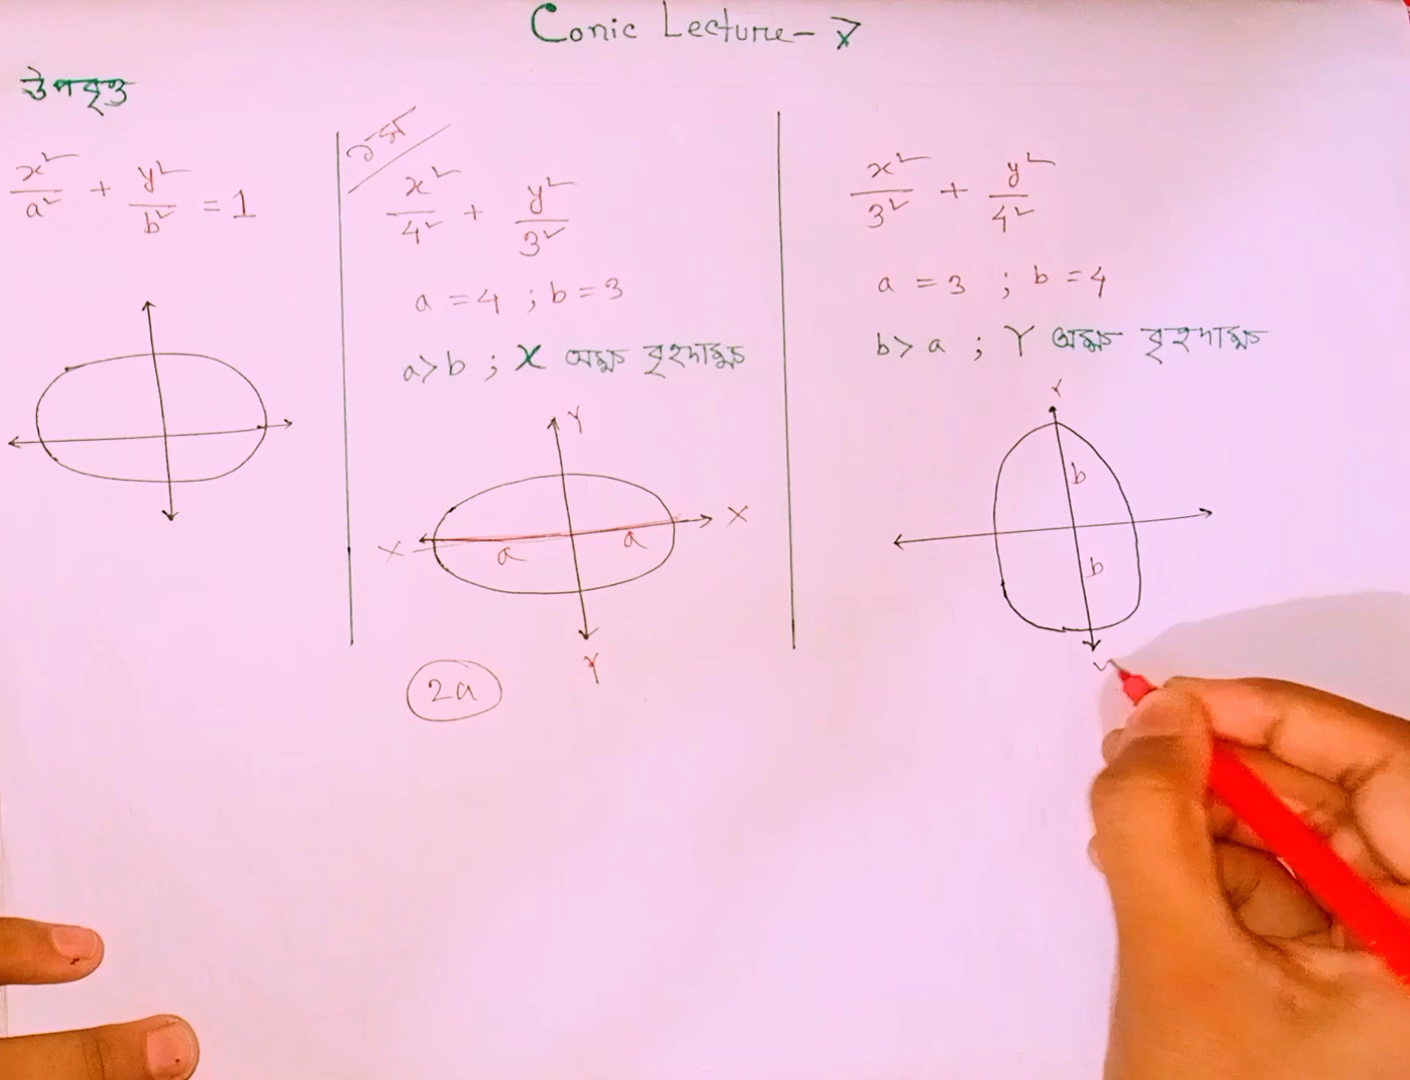 Conic Lecture-7
উপবৃত্ত
x²/a² + y²/b² = 1
x²/4² + y²/3²
a = 4 ; b = 3
a>b ; X অক্ষ বৃহদাক্ষ
Y
X
X
a
a
Y
2a
x²/3² + y²/4²
a = 3 ; b = 4
b>a ; Y অক্ষ বৃহদাক্ষ
Y
b
b